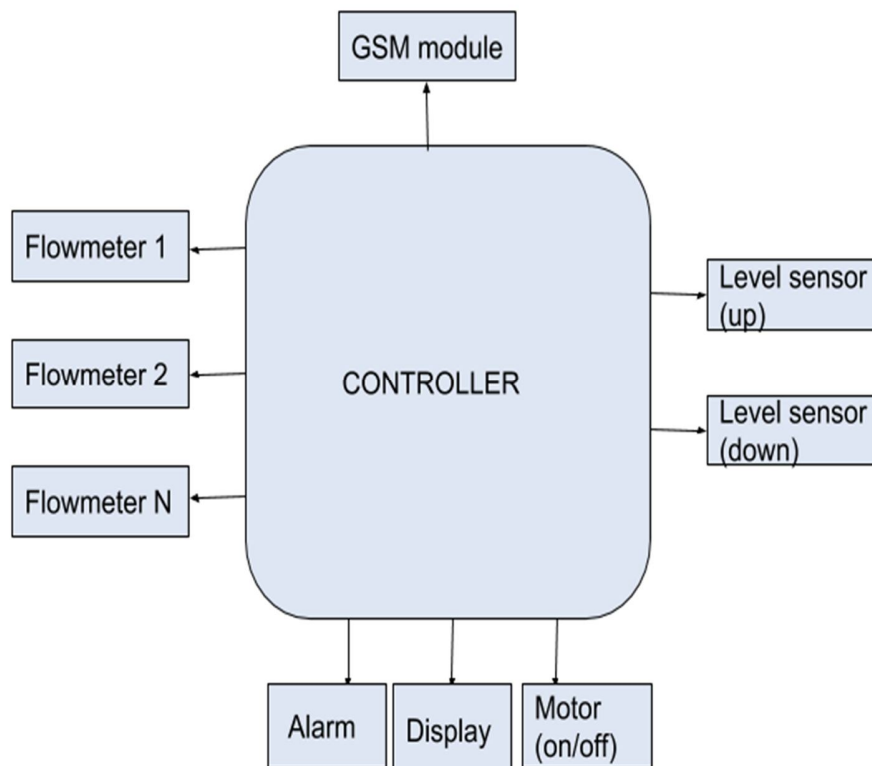 GSM module
Flowmeter 1
Flowmeter 2
Flowmeter N
CONTROLLER
Level sensor
(up)
Level sensor
(down)
Alarm
Display
Motor
(on/off)